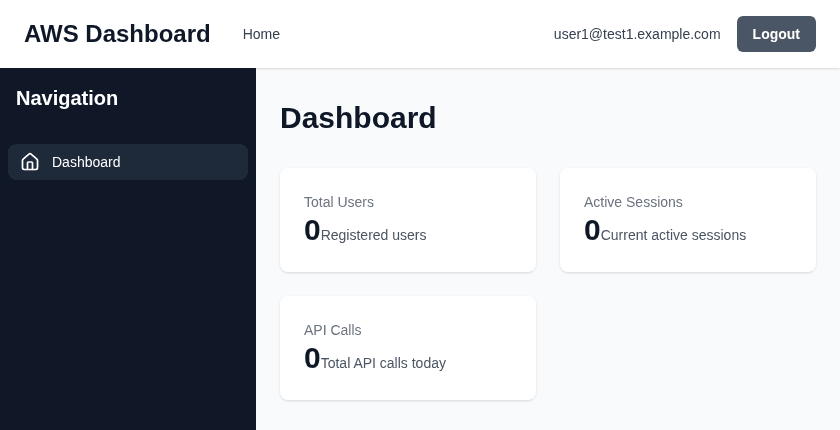 AWS Dashboard Home user1@test1.example.com Logout
Navigation
Dashboard
Dashboard
Total Users
0Registered users
Active Sessions
0Current active sessions
API Calls
0Total API calls today